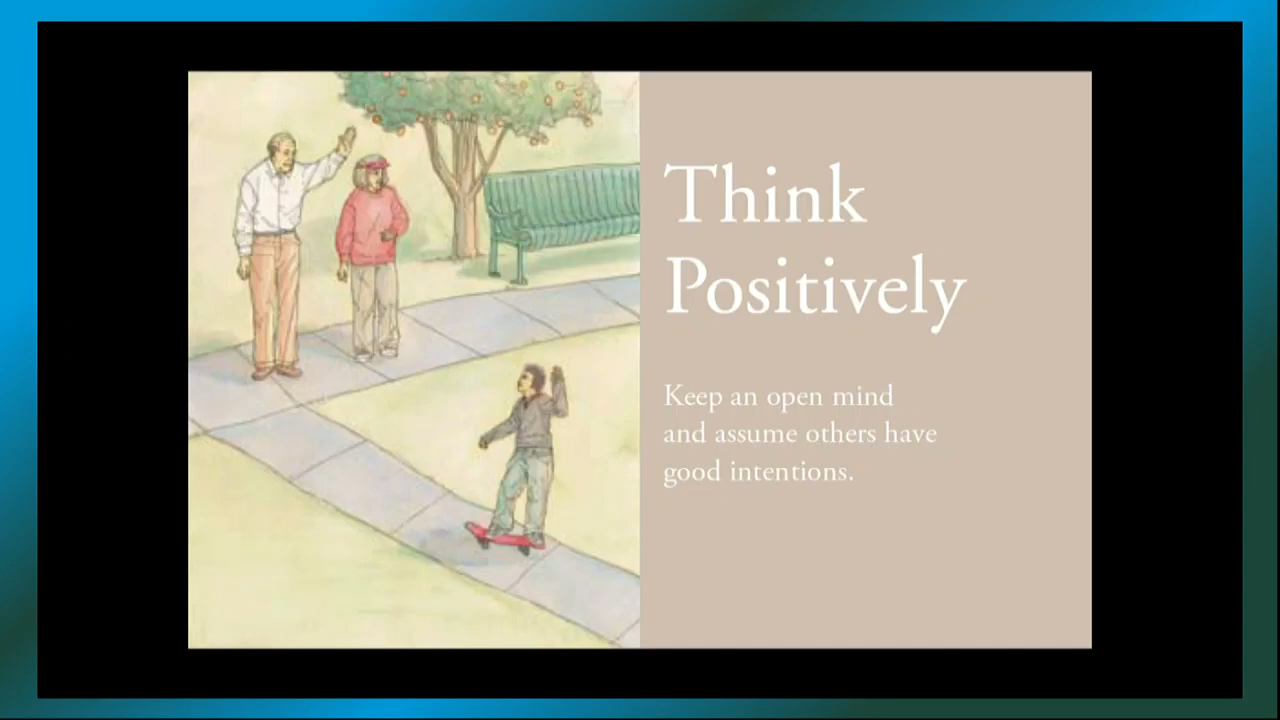 Think
Positively
Keep an open mind
and assume others have
good intentions.